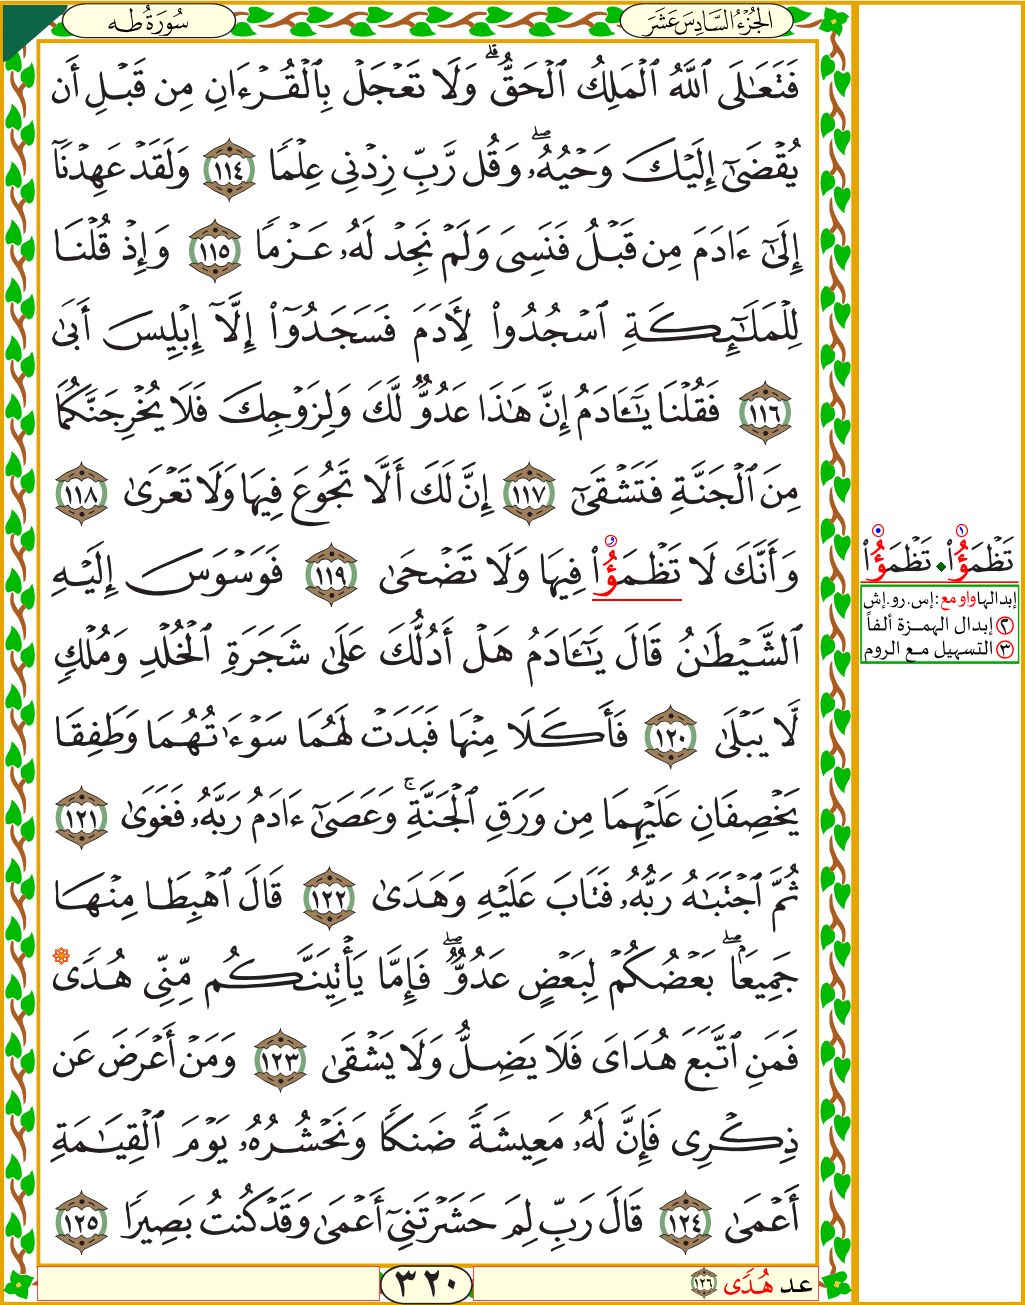 الجُزْءُ السَّادِسَ عَشَرَ
سُورَةُ طه
فَتَعَٰلَى ٱللَّهُ ٱلْمَلِكُ ٱلْحَقُّ ۗ وَلَا تَعْجَلْ بِٱلْقُرْءَانِ مِن قَبْلِ أَن
يُقْضَىٰٓ إِلَيْكَ وَحْيُهُۥ ۖ وَقُل رَّبِّ زِدْنِى عِلْمًا ١١٤ وَلَقَدْ عَهِدْنَآ
إِلَىٰٓ ءَادَمَ مِن قَبْلُ فَنَسِىَ وَلَمْ نَجِدْ لَهُۥ عَزْمًا ١١٥ وَإِذْ قُلْنَا
لِلْمَلَٰٓئِكَةِ ٱسْجُدُوا۟ لِأَدَمَ فَسَجَدُوٓا۟ إِلَّآ إِبْلِيسَ أَبَىٰ
١١٦ فَقُلْنَا يَٰٓـَٔادَمُ إِنَّ هَٰذَا عَدُوٌّ لَّكَ وَلِزَوْجِكَ فَلَا يُخْرِجَنَّكُمَا
مِنَ ٱلْجَنَّةِ فَتَشْقَىٰٓ ١١٧ إِنَّ لَكَ أَلَّا تَجُوعَ فِيهَا وَلَا تَعْرَىٰ ١١٨
وَأَنَّكَ لَا تَظْمَؤُا۟ فِيهَا وَلَا تَضْحَىٰ ١١٩ فَوَسْوَسَ إِلَيْهِ
ٱلشَّيْطَٰنُ قَالَ يَٰٓـَٔادَمُ هَلْ أَدُلُّكَ عَلَىٰ شَجَرَةِ ٱلْخُلْدِ وَمُلْكٍ
لَّا يَبْلَىٰ ١٢٠ فَأَكَلَا مِنْهَا فَبَدَتْ لَهُمَا سَوْءَٰتُهُمَا وَطَفِقَا
يَخْصِفَانِ عَلَيْهِمَا مِن وَرَقِ ٱلْجَنَّةِ ۚ وَعَصَىٰٓ ءَادَمُ رَبَّهُۥ فَغَوَىٰ ١٢١
ثُمَّ ٱجْتَبَٰهُ رَبُّهُۥ فَتَابَ عَلَيْهِ وَهَدَىٰ ١٢٢ قَالَ ٱهْبِطَا مِنْهَا
جَمِيعًۢا ۖ بَعْضُكُمْ لِبَعْضٍ عَدُوٌّ ۖ فَإِمَّا يَأْتِيَنَّكُم مِّنِّى هُدًى
فَمَنِ ٱتَّبَعَ هُدَاىَ فَلَا يَضِلُّ وَلَا يَشْقَىٰ ١٢٣ وَمَنْ أَعْرَضَ عَن
ذِكْرِى فَإِنَّ لَهُۥ مَعِيشَةً ضَنكًا وَنَحْشُرُهُۥ يَوْمَ ٱلْقِيَٰمَةِ
أَعْمَىٰ ١٢٤ قَالَ رَبِّ لِمَ حَشَرْتَنِىٓ أَعْمَىٰ وَقَدْ كُنتُ بَصِيرًا ١٢٥
تَظْمَؤُا۟ ◆ تَظْمَؤُا۟
إبدالها واو مع: إس. رو. إش
٢ إبدال الهمزة ألفاً
٣ التسهيل مع الروم
عد هُدًى ١٢٦
٣٢٠